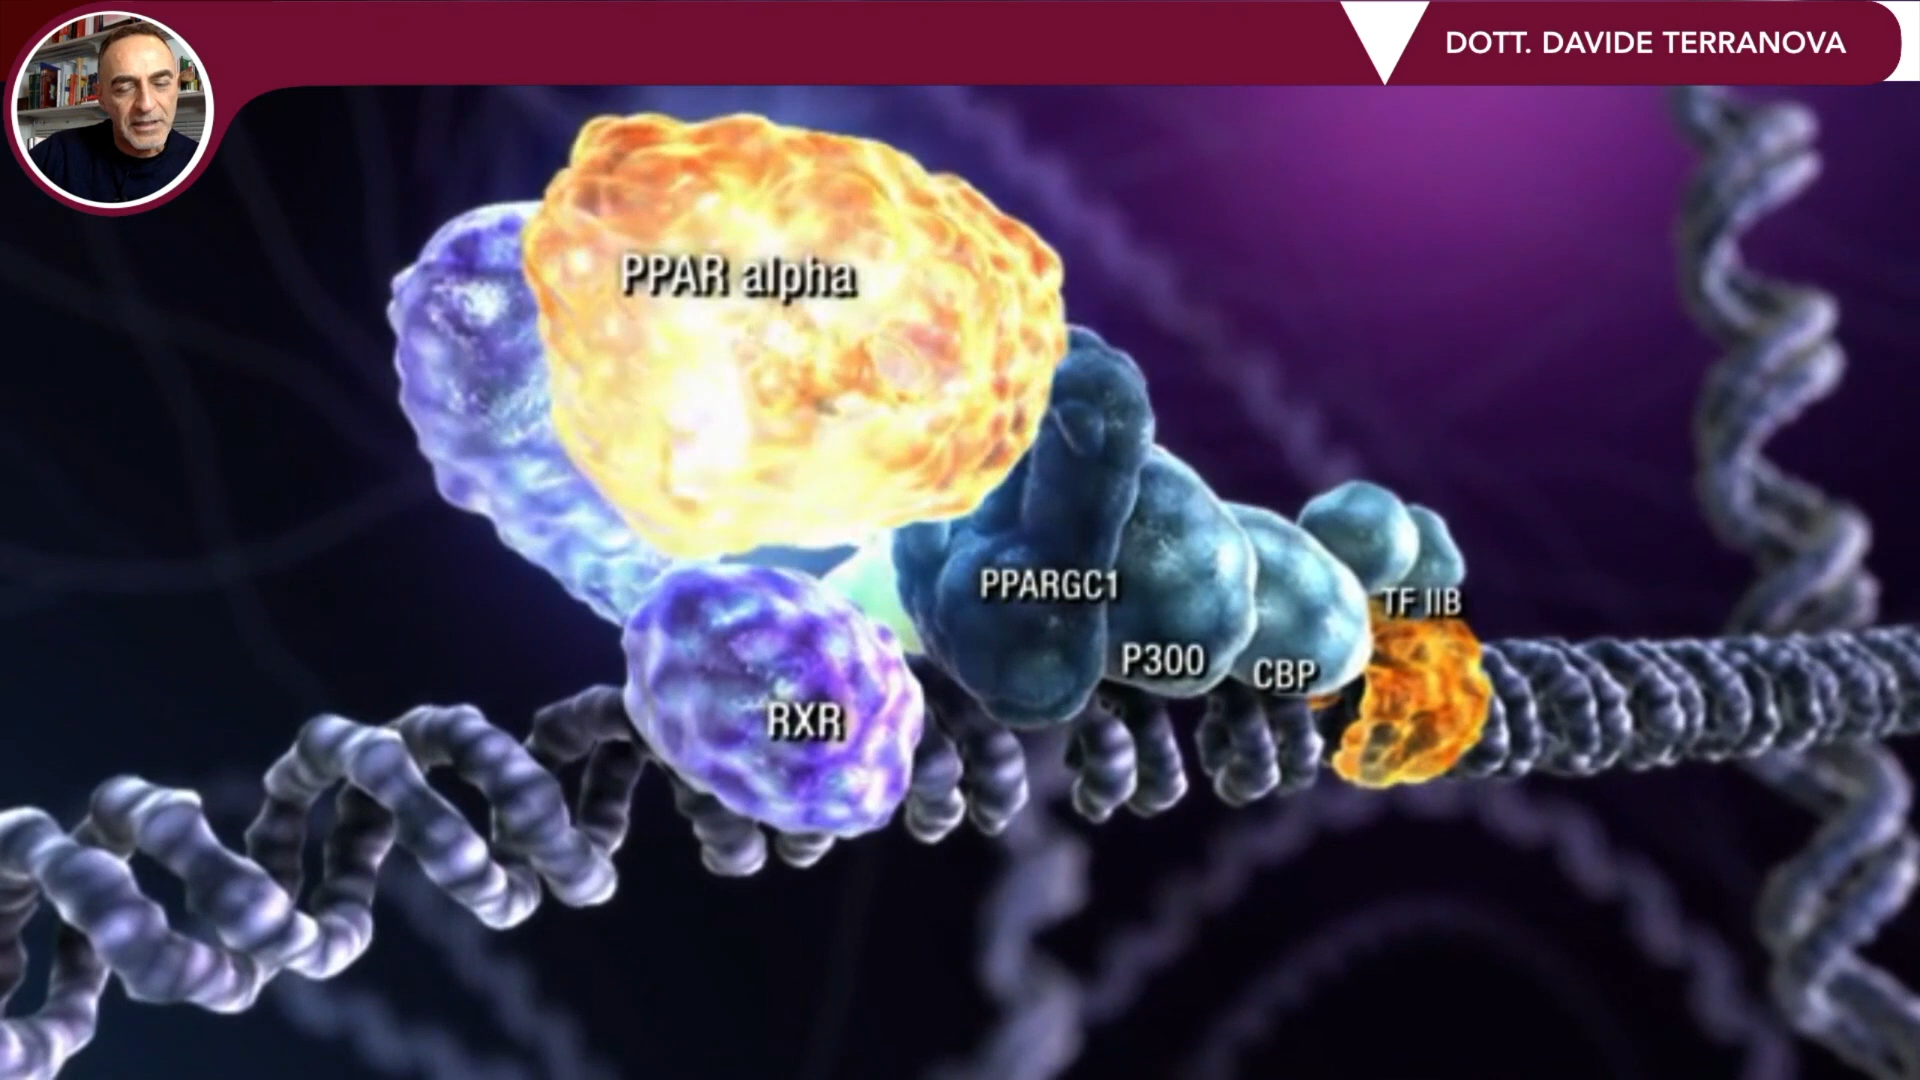 DOTT. DAVIDE TERRANOVA
PPAR alpha
PPARGC1
TF IIB
P300
CBP
RXR